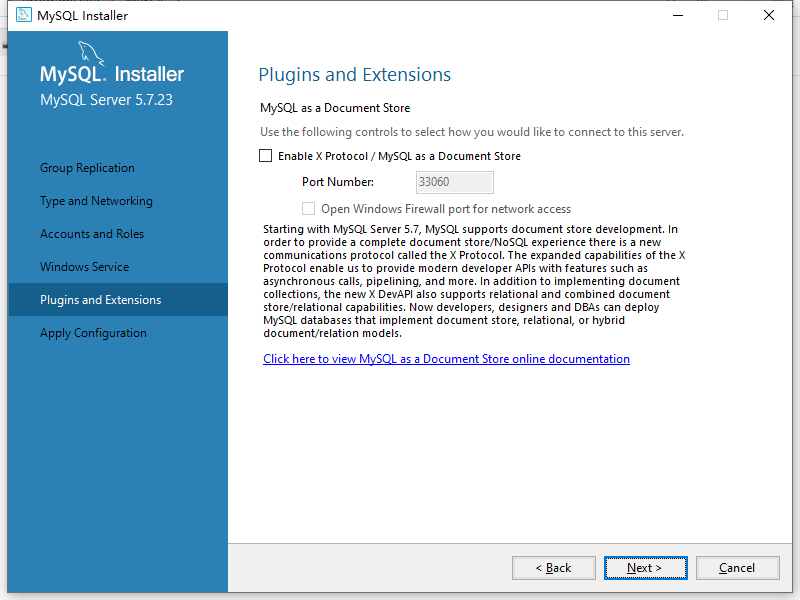 MySQL Installer
MySQL. Installer
MySQL Server 5.7.23
Group Replication
Type and Networking
Accounts and Roles
Windows Service
Plugins and Extensions
Apply Configuration
Plugins and Extensions
MySQL as a Document Store
Use the following controls to select how you would like to connect to this server.
Enable X Protocol / MySQL as a Document Store
Port Number:
33060
Open Windows Firewall port for network access
Starting with MySQL Server 5.7, MySQL supports document store development. In
order to provide a complete document store/NoSQL experience there is a new
communications protocol called the X Protocol. The expanded capabilities of the X
Protocol enable us to provide modern developer APIs with features such as
asynchronous calls, pipelining, and more. In addition to implementing document
collections, the new X DevAPI also supports relational and combined document
store/relational capabilities. Now developers, designers and DBAs can deploy
MySQL databases that implement document store, relational, or hybrid
document/relation models.
Click here to view MySQL as a Document Store online documentation
< Back
Next >
Cancel